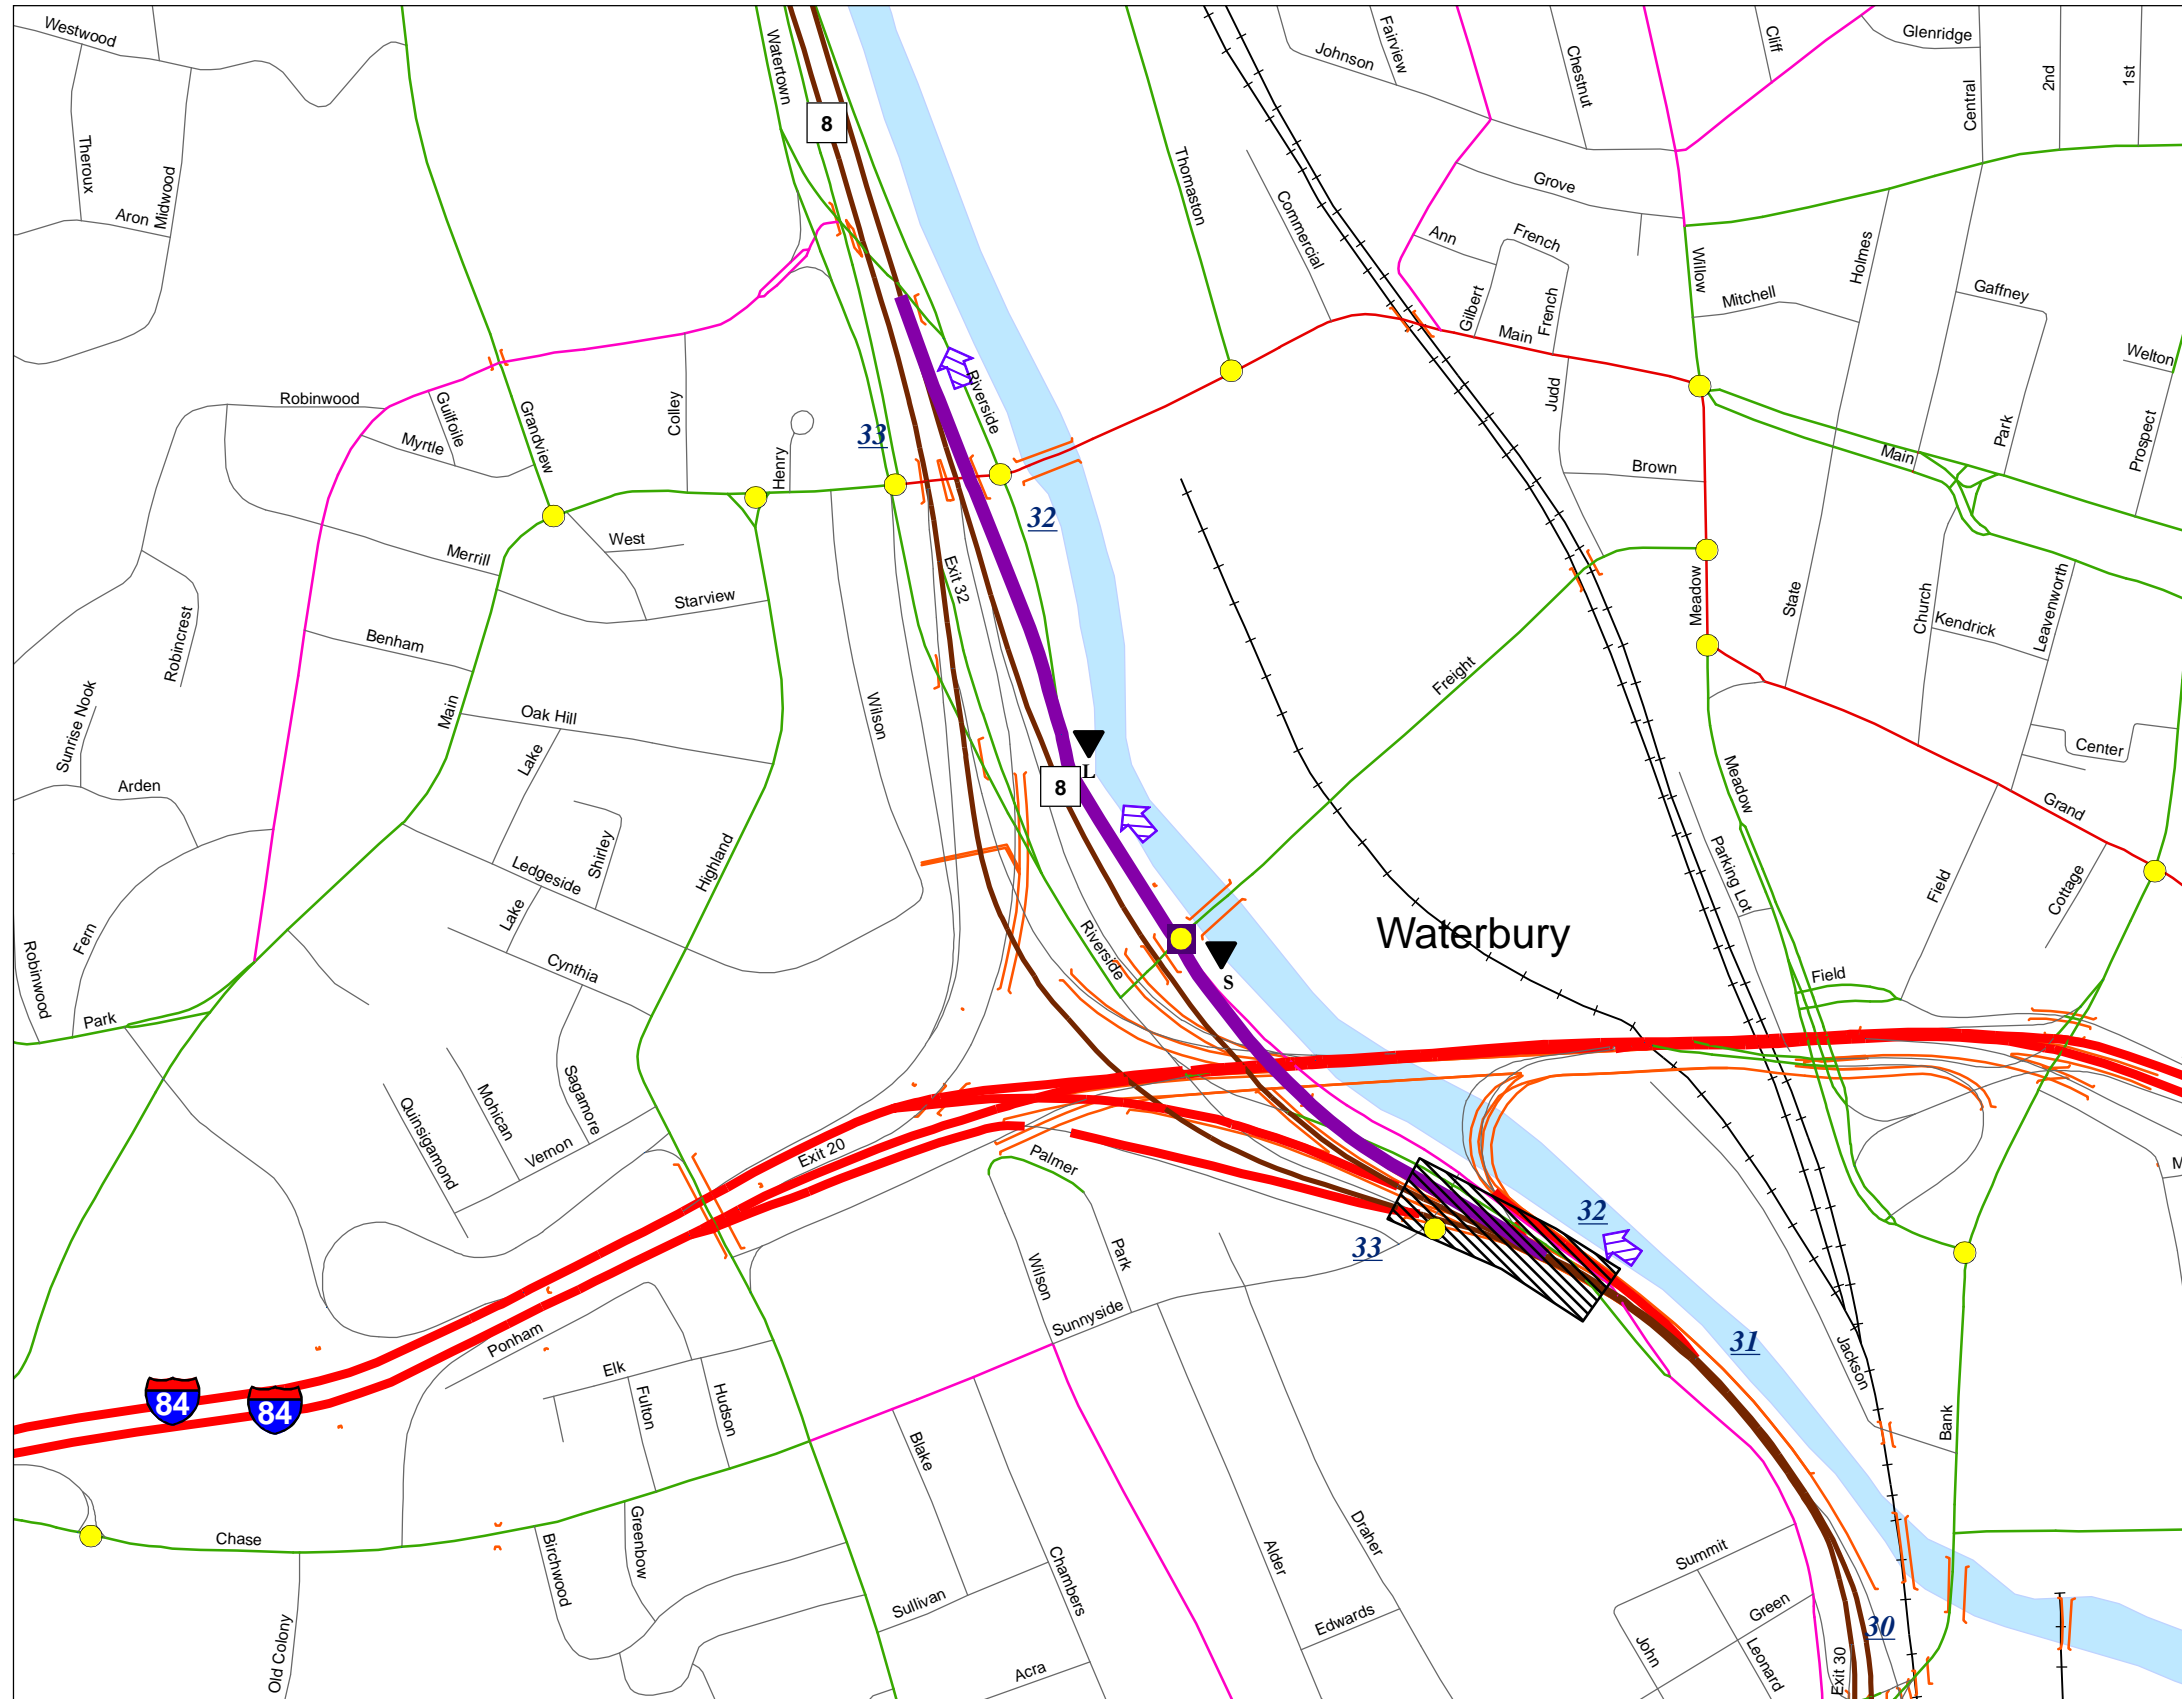 Westwood
Watertown
Johnson
Fairview
Chestnut
Cliff
Glenridge
Central
2nd
1st
8
Theroux
Midwood
Aron
Thomaston
Commercial
Grove
Ann
French
Gilbert
French
Main
Willow
Mitchell
Holmes
Gaffney
Welton
Robinwood
Guilfoile
Myrtle
Grandview
Colley
Henry
33
Riverside
32
Judd
Brown
Main
Park
Prospect
Merrill
West
Starview
Exit 32
Robincrest
Benham
Meadow
State
Church
Kendrick
Leavenworth
Freight
Sunrise Nook
Main
Oak Hill
Lake
Wilson
L
8
Center
Arden
Meadow
Grand
Shirley
Highland
Ledgeside
Lake
Parking Lot
Field
Cottage
Waterbury
Fern
Robinwood
Cynthia
Riverside
S
Field
Park
Sagamore
Mohican
Quinsigamond
Vernon
Exit 20
Palmer
M
32
33
Park
Wilson
Sunnyside
31
Ponham
Elk
Fulton
Hudson
Jackson
84
84
Bank
Blake
Chase
Birchwood
Greenbow
Draher
Alder
Chambers
Summit
Sullivan
Edwards
Green
30
John
Leonard
Exit 30
Old Colony
Acra